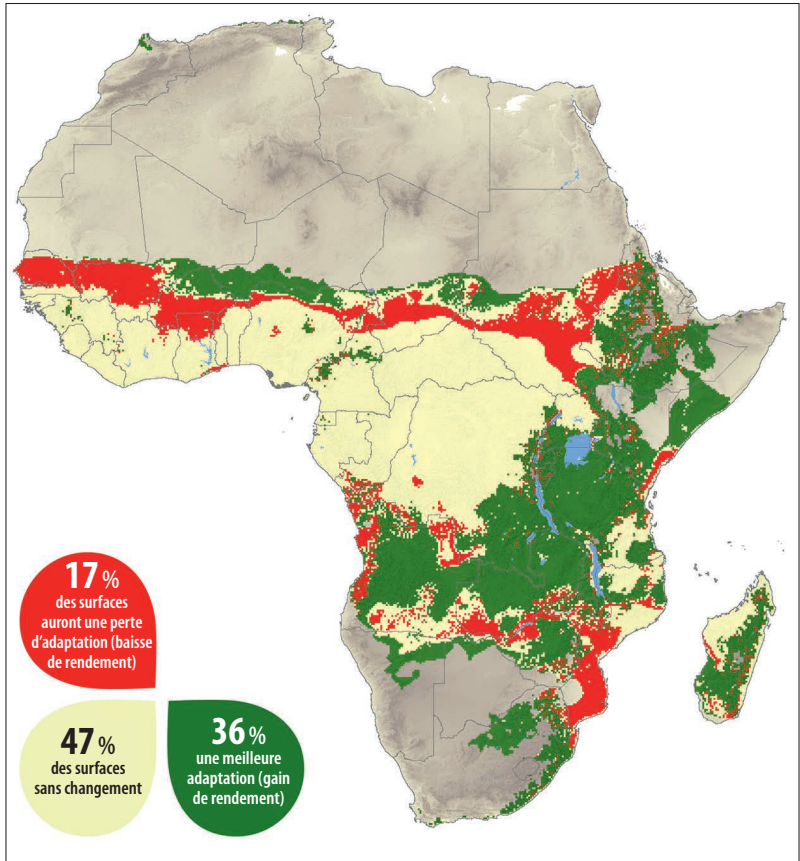 17 %
des surfaces
auront une perte
d’adaptation (baisse
de rendement)
47 %
des surfaces
sans changement
36 %
une meilleure
adaptation (gain
de rendement)